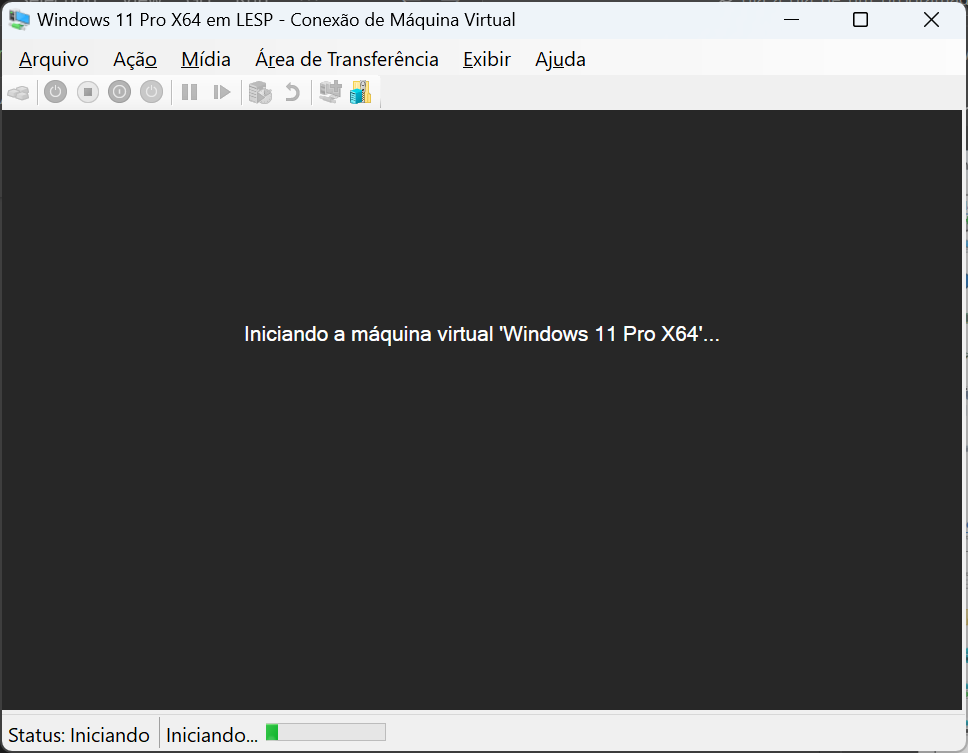 Windows 11 Pro X64 em LESP - Conexão de Máquina Virtual
Arquivo Ação Mídia Área de Transferência Exibir Ajuda
Iniciando a máquina virtual 'Windows 11 Pro X64'...
Status: Iniciando Iniciando...